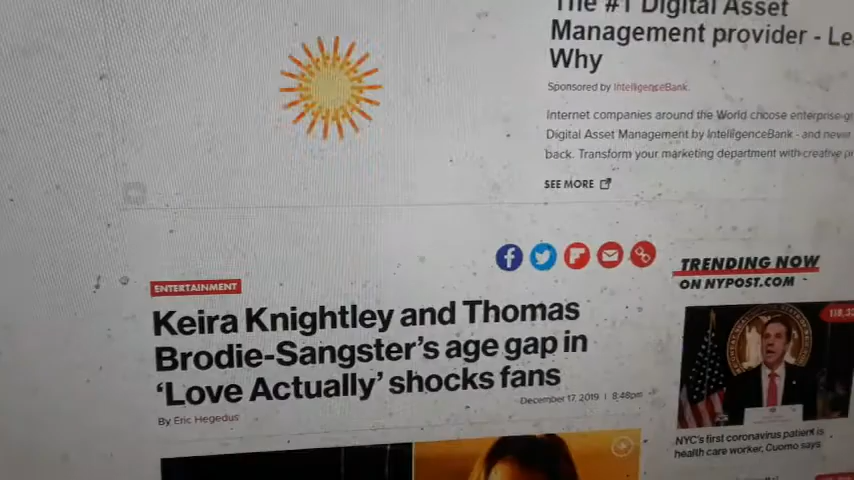 The #1 Digital Asset
Management provider -
Why
Sponsored by IntelligenceBank
Internet companies around the World choose
Digital Asset Management by IntelligenceBank - and never
back. Transform your marketing department with creative
SEE MORE
ENTERTAINMENT
Keira Knightley and Thomas
Brodie-Sangster's age gap in
'Love Actually' shocks fans
December 17, 2019 | 8:48pm
By Eric Hegedus
TRENDING NOW
ON NYPOST.COM
NYC's first coronavirus patient is
health care worker, Cuomo says